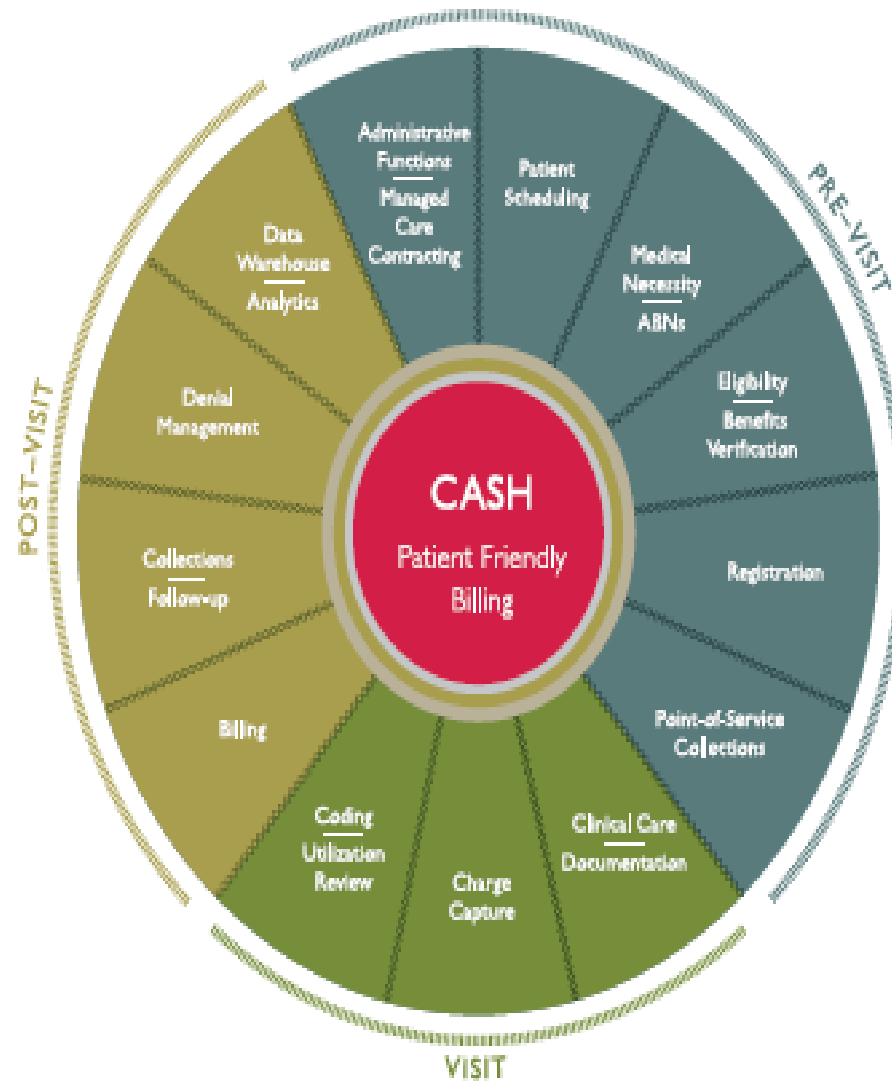 PRE-VISIT
Administrative
Functions
Managed
Care
Contracting
Patient
Scheduling
Medical
Necessity
ABNs
Eligibility
Benefits
Verification
Registration
Point-of-Service
Collections
VISIT
Clinical Care
Documentation
Charge
Capture
Coding
Utilization
Review
POST-VISIT
Billing
Collections
Follow-up
Denial
Management
Data
Warehouse
Analytics
CASH
Patient Friendly
Billing